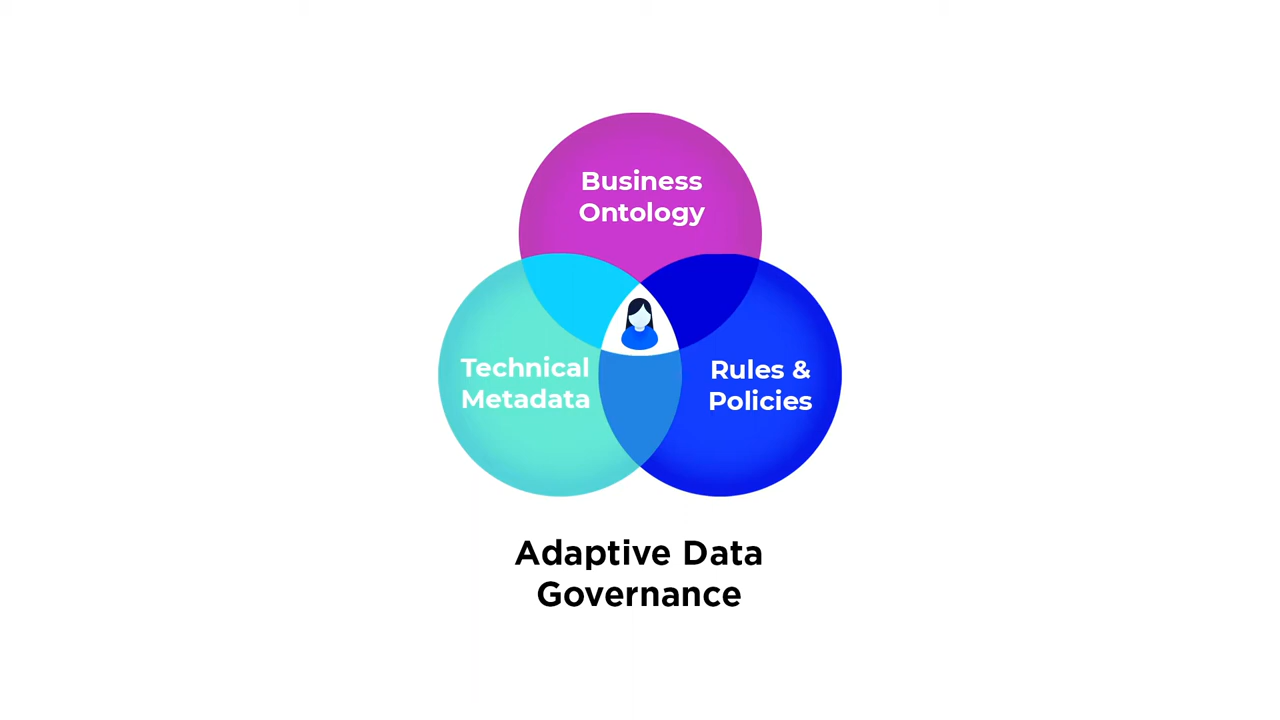 Business
Ontology
Technical
Metadata
Rules &
Policies
Adaptive Data
Governance